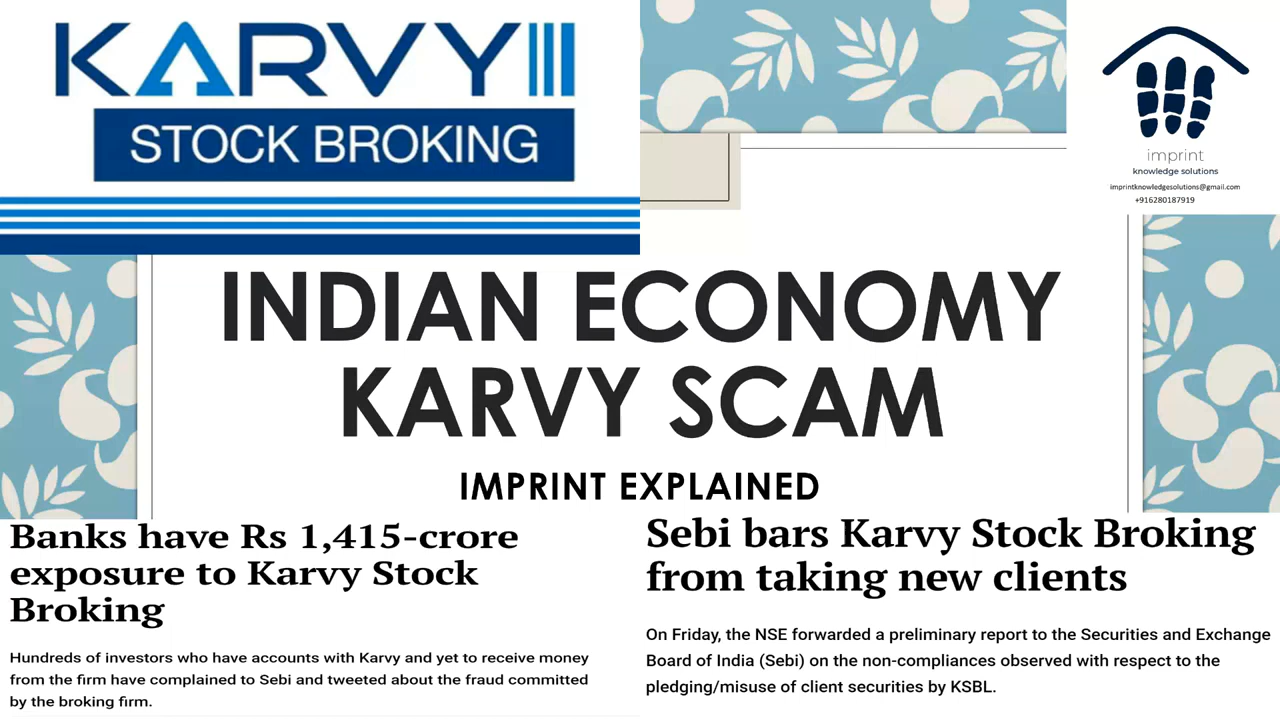 KARVY
STOCK BROKING
imprint
knowledge solutions
imprintknowledgesolutions@gmail.com
+916280187919
INDIAN ECONOMY
KARVY SCAM
IMPRINT EXPLAINED
Banks have Rs 1,415-crore
exposure to Karvy Stock
Broking
Hundreds of investors who have accounts with Karvy and yet to receive money
from the firm have complained to Sebi and tweeted about the fraud committed
by the broking firm.
Sebi bars Karvy Stock Broking
from taking new clients
On Friday, the NSE forwarded a preliminary report to the Securities and Exchange
Board of India (Sebi) on the non-compliances observed with respect to the
pledging/misuse of client securities by KSBL.